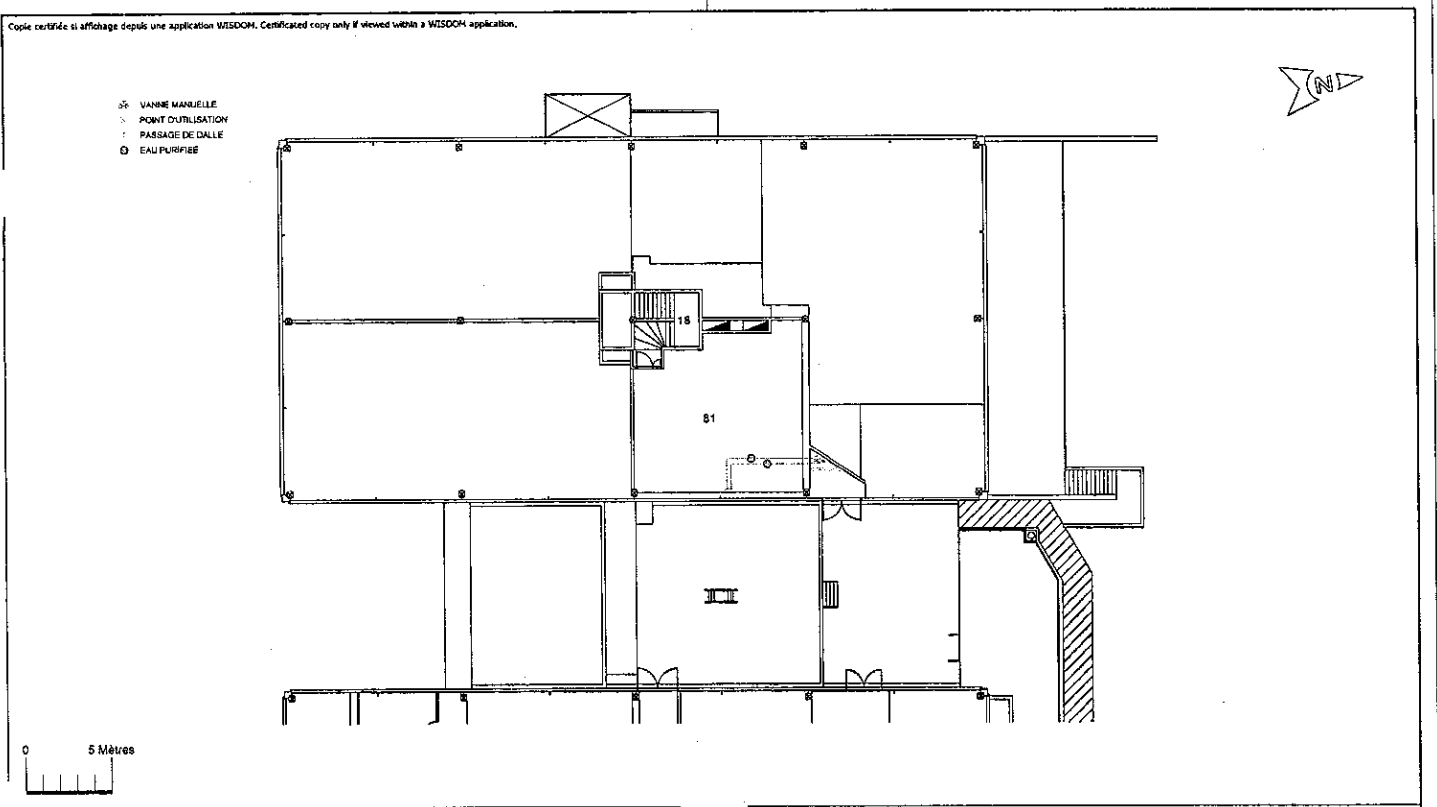 Copie certifiée si affichage depuis une application WISDOM. Certificated copy only if viewed within a WISDOM application.
N
VANNE MANUELLE
POINT D'UTILISATION
PASSAGE DE DALLE
EAU PURIFIEE
18
81
0 5 Mètres